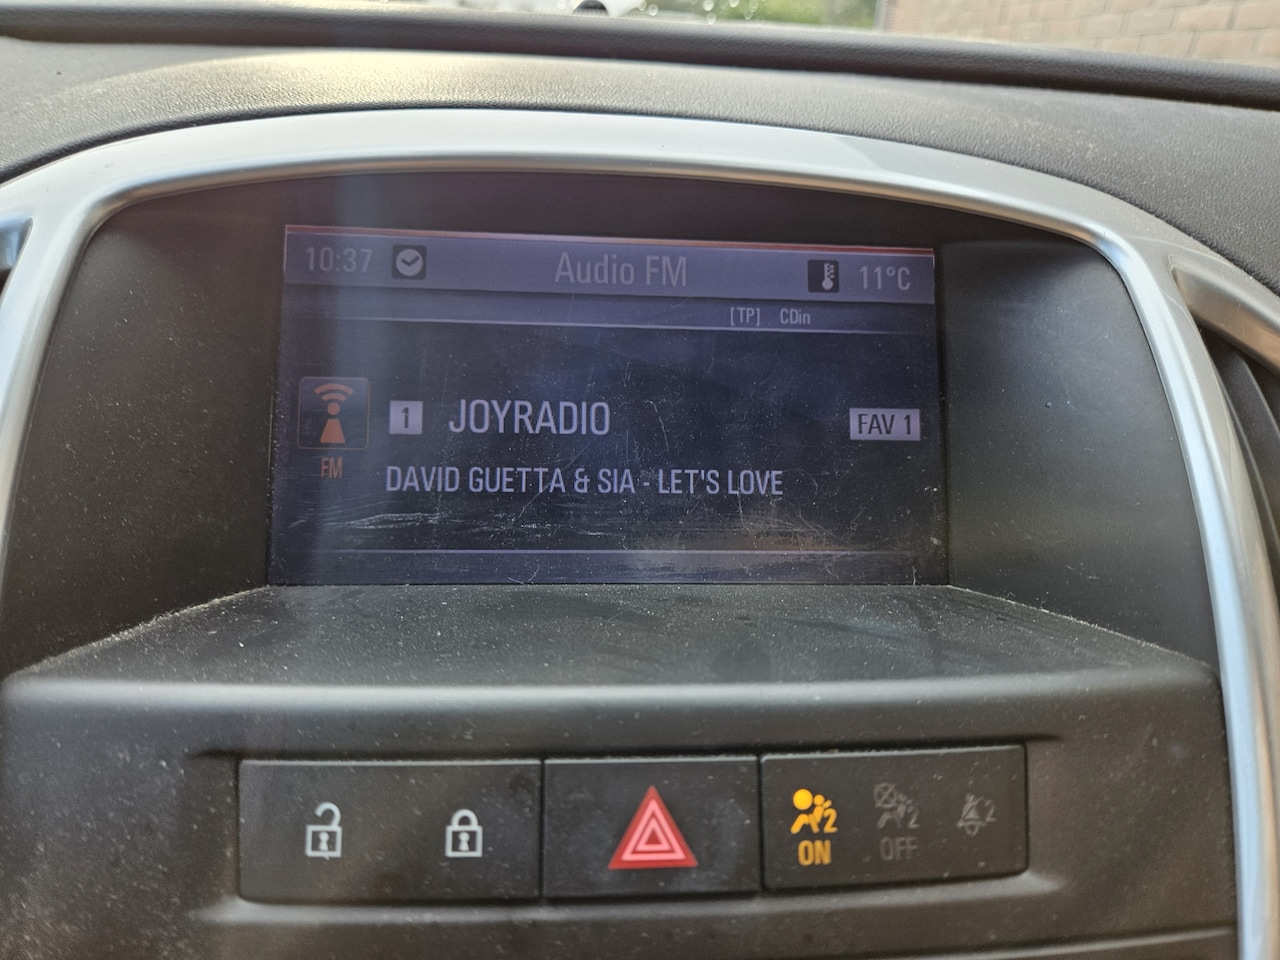 10:37 Audio FM 11°C
[TP] CDin
1 JOYRADIO FAV 1
FM
DAVID GUETTA & SIA - LET'S LOVE
2 2 2
ON OFF